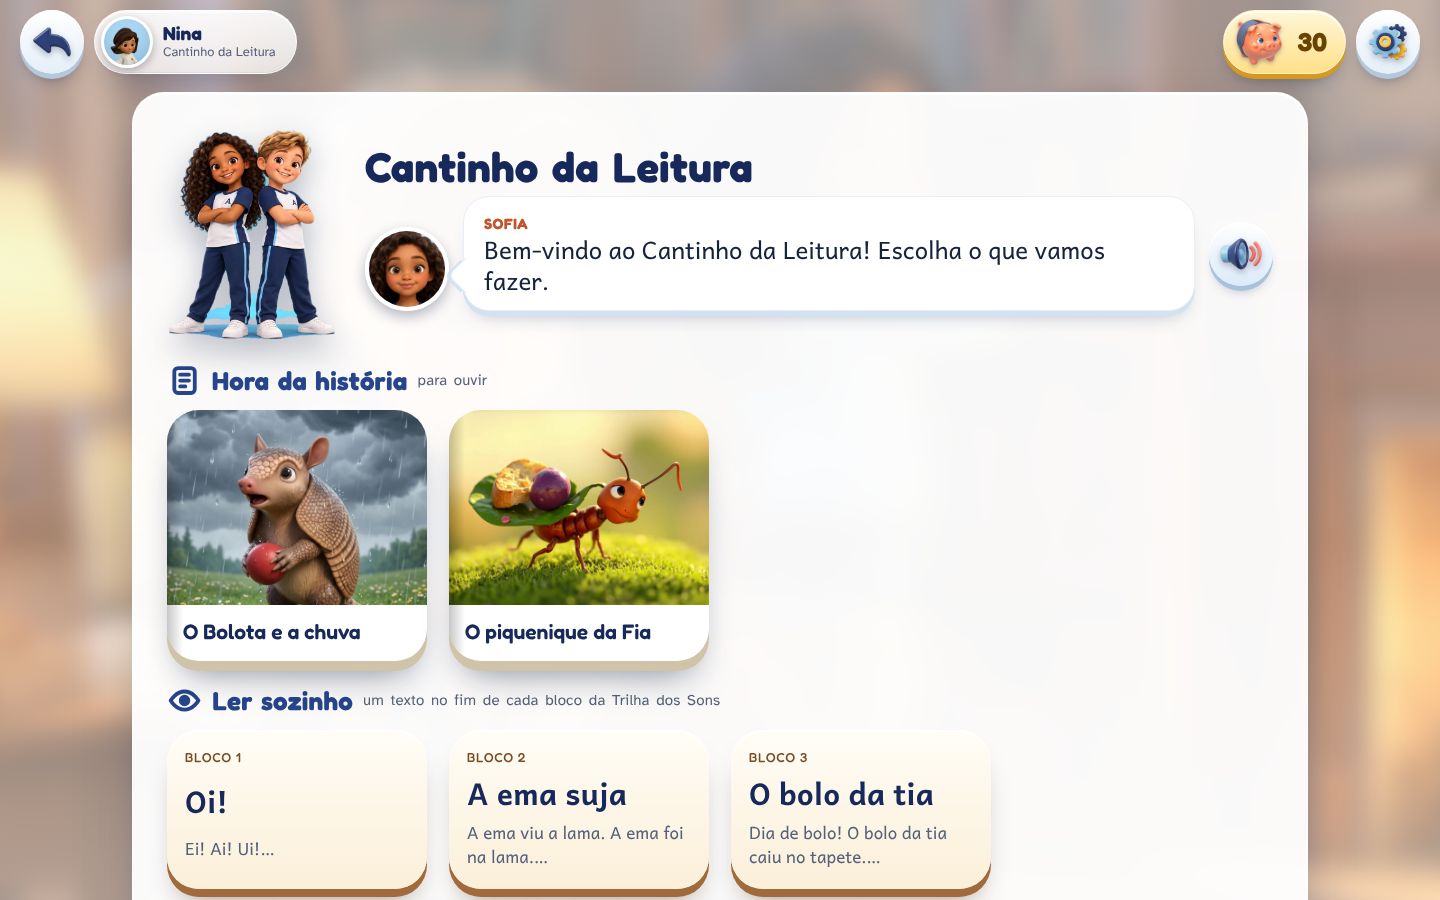 Nina
Cantinho da Leitura
30
Cantinho da Leitura
SOFIA
Bem-vindo ao Cantinho da Leitura! Escolha o que vamos
fazer.
Hora da história para ouvir
O Bolota e a chuva
O piquenique da Fia
Ler sozinho um texto no fim de cada bloco da Trilha dos Sons
BLOCO 1
Oi!
Ei! Ai! Ui!...
BLOCO 2
A ema suja
A ema viu a lama. A ema foi
na lama....
BLOCO 3
O bolo da tia
Dia de bolo! O bolo da tia
caiu no tapete....